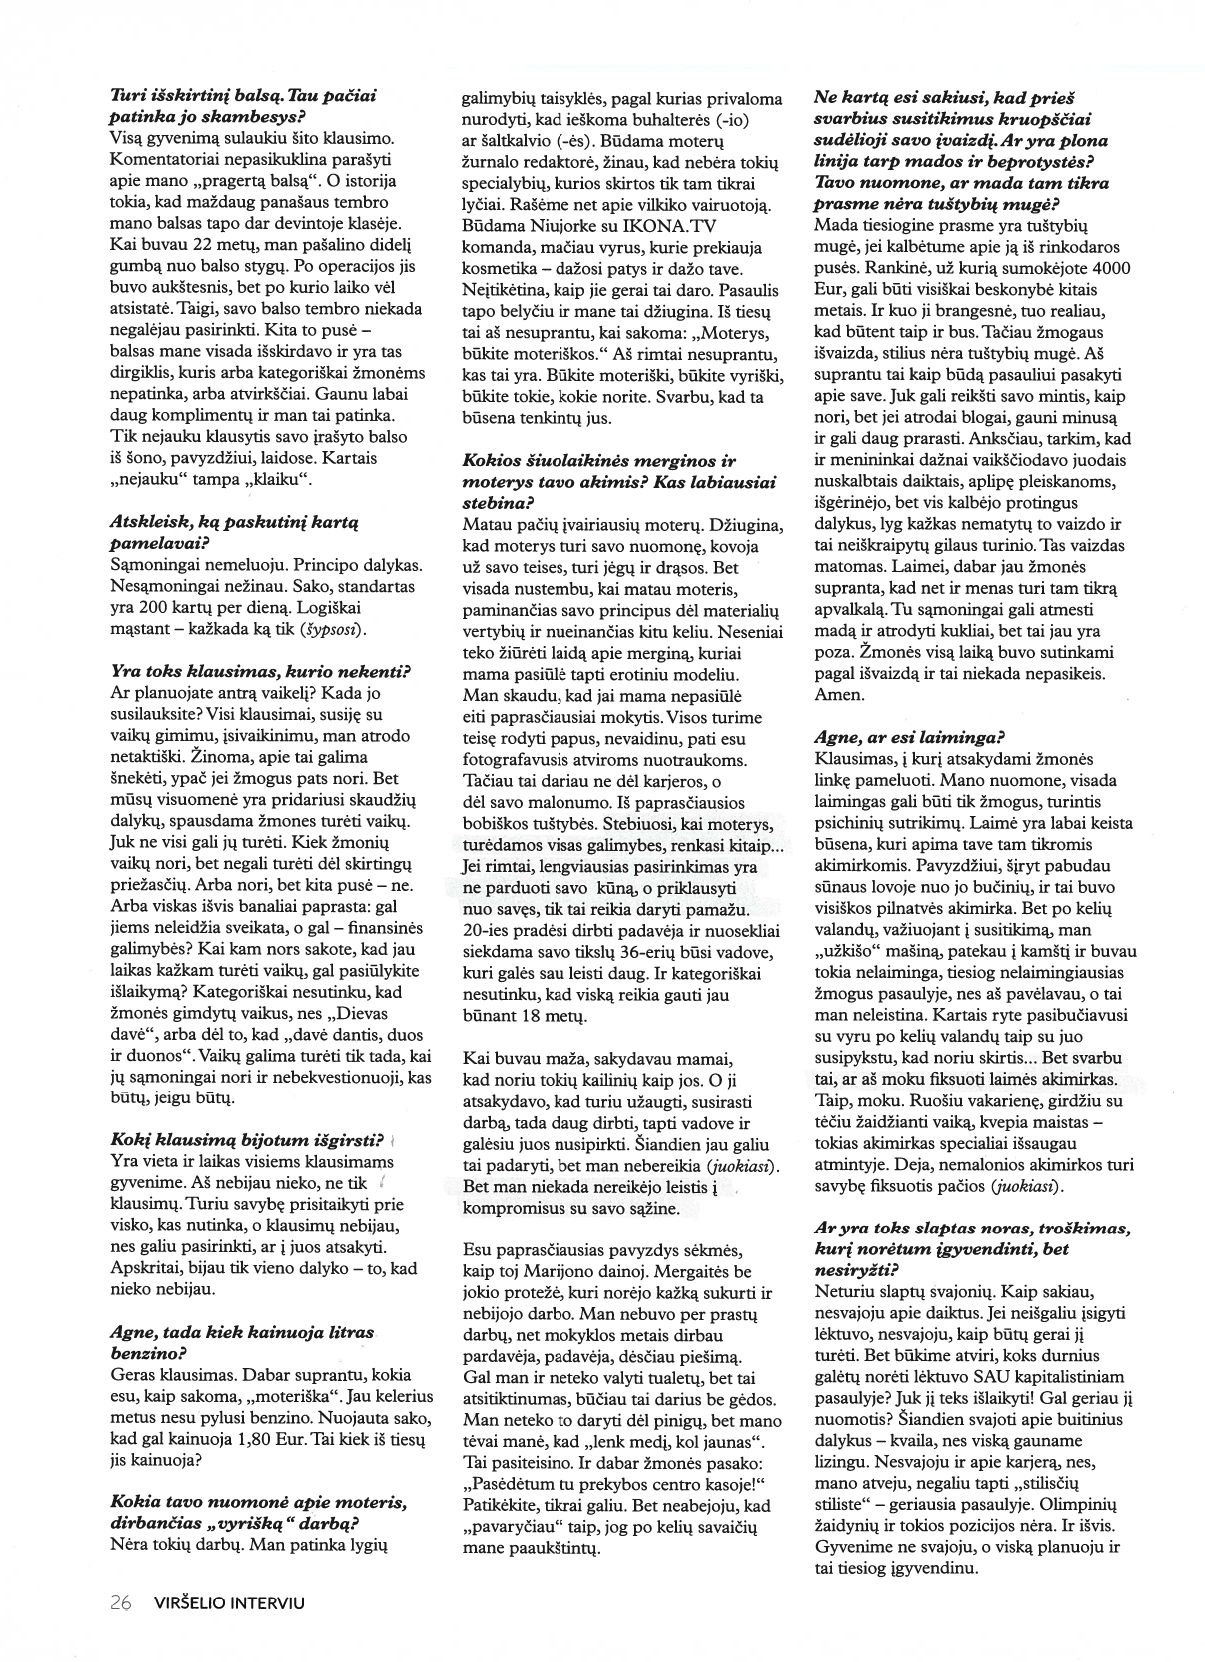 Turi išskirtinį balsą. Tau pačiai
patinka jo skambesys?
Visą gyvenimą sulaukiu šito klausimo.
Komentatoriai nepasikuklina parašyti
apie mano „pragertą balsą“. O istorija
tokia, kad maždaug panašaus tembro
mano balsas tapo dar devintoje klasėje.
Kai buvau 22 metų, man pašalino didelį
gumbą nuo balso stygų. Po operacijos jis
buvo aukštesnis, bet po kurio laiko vėl
atsistatė. Taigi, savo balso tembro niekada
negalėjau pasirinkti. Kita to pusė –
balsas mane visada išskirdavo ir yra tas
dirgiklis, kuris arba kategoriškai žmonėms
nepatinka, arba atvirkščiai. Gaunu labai
daug komplimentų ir man tai patinka.
Tik nejauku klausytis savo įrašyto balso
iš šono, pavyzdžiui, laidose. Kartais
„nejauku“ tampa „klaiku“.

Atskleisk, ką paskutinį kartą
pamelavai?
Sąmoningai nemeluoju. Principo dalykas.
Nesąmoningai nežinau. Sako, standartas
yra 200 kartų per dieną. Logiškai
mąstant – kažkada ką tik (šypsosi).

Yra toks klausimas, kurio nekenti?
Ar planuojate antrą vaikelį? Kada jo
susilauksite? Visi klausimai, susiję su
vaikų gimimu, įsivaikinimu, man atrodo
netaktiški. Žinoma, apie tai galima
šnekėti, ypač jei žmogus pats nori. Bet
mūsų visuomenė yra pridariusi skaudžių
dalykų, spausdama žmones turėti vaikų.
Juk ne visi gali jų turėti. Kiek žmonių
vaikų nori, bet negali turėti dėl skirtingų
priežasčių. Arba nori, bet kita pusė – ne.
Arba viskas išvis banaliai paprasta: gal
jiems neleidžia sveikata, o gal – finansinės
galimybės? Kai kam nors sakote, kad jau
laikas kažkam turėti vaikų, gal pasiūlykite
išlaikymą? Kategoriškai nesutinku, kad
žmonės gimdytų vaikus, nes „Dievas
davė“, arba dėl to, kad „davė dantis, duos
ir duonos“. Vaikų galima turėti tik tada, kai
jų sąmoningai nori ir nebekvestionuoji, kas
būtų, jeigu būtų.

Kokį klausimą bijotum išgirsti?
Yra vieta ir laikas visiems klausimams
gyvenime. Aš nebijau nieko, ne tik
klausimų. Turiu savybę prisitaikyti prie
visko, kas nutinka, o klausimų nebijau,
nes galiu pasirinkti, ar į juos atsakyti.
Apskritai, bijau tik vieno dalyko – to, kad
nieko nebijau.

Agne, tada kiek kainuoja litras
benzino?
Geras klausimas. Dabar suprantu, kokia
esu, kaip sakoma, „moteriška“. Jau kelerius
metus nesu pylusi benzino. Nuojauta sako,
kad gal kainuoja 1,80 Eur. Tai kiek iš tiesų
jis kainuoja?

Kokia tavo nuomonė apie moteris,
dirbančias „vyrišką“ darbą?
Nėra tokių darbų. Man patinka lygių
galimybių taisyklės, pagal kurias privaloma
nurodyti, kad ieškoma buhalterės (-io)
ar šaltkalvio (-ės). Būdama moterų
žurnalo redaktorė, žinau, kad nebėra tokių
specialybių, kurios skirtos tik tam tikrai
lyčiai. Rašėme net apie vilkiko vairuotoją.
Būdama Niujorke su IKONA.TV
komanda, mačiau vyrus, kurie prekiauja
kosmetika – dažosi patys ir dažo tave.
Neįtikėtina, kaip jie gerai tai daro. Pasaulis
tapo belyčiu ir mane tai džiugina. Iš tiesų
tai aš nesuprantu, kai sakoma: „Moterys,
būkite moteriškos.“ Aš rimtai nesuprantu,
kas tai yra. Būkite moteriški, būkite vyriški,
būkite tokie, kokie norite. Svarbu, kad ta
būsena tenkintų jus.

Kokios šiuolaikinės merginos ir
moterys tavo akimis? Kas labiausiai
stebina?
Matau pačių įvairiausių moterų. Džiugina,
kad moterys turi savo nuomonę, kovoja
už savo teises, turi jėgų ir drąsos. Bet
visada nustembu, kai matau moteris,
paminančias savo principus dėl materialių
vertybių ir nueinančias kitu keliu. Neseniai
teko žiūrėti laidą apie merginą, kuriai
mama pasiūlė tapti erotiniu modeliu.
Man skaudu, kad jai mama nepasiūlė
eiti paprasčiausiai mokytis. Visos turime
teisę rodyti papus, nevaidinu, pati esu
fotografavusis atviroms nuotraukoms.
Tačiau tai dariau ne dėl karjeros, o
dėl savo malonumo. Iš paprasčiausios
bobiškos tuštybės. Stebiuosi, kai moterys,
turėdamos visas galimybes, renkasi kitaip...
Jei rimtai, lengviausias pasirinkimas yra
ne parduoti savo kūną, o priklausyti
nuo savęs, tik tai reikia daryti pamažu.
20-ies pradėsi dirbti padavėja ir nuosekliai
siekdama savo tikslų 36-erių būsi vadove,
kuri galės sau leisti daug. Ir kategoriškai
nesutinku, kad viską reikia gauti jau
būnant 18 metų.

Kai buvau maža, sakydavau mamai,
kad noriu tokių kailinių kaip jos. O ji
atsakydavo, kad turiu užaugti, susirasti
darbą, tada daug dirbti, tapti vadove ir
galėsiu juos nusipirkti. Šiandien jau galiu
tai padaryti, bet man nebereikia (juokiasi).
Bet man niekada nereikėjo leistis į
kompromisus su savo sąžine.

Esu paprasčiausias pavyzdys sėkmės,
kaip toj Marijono dainoj. Mergaitės be
jokio protežė, kuri norėjo kažką sukurti ir
nebijojo darbo. Man nebuvo per prastų
darbų, net mokyklos metais dirbau
pardavėja, padavėja, dėsčiau piešimą.
Gal man ir neteko valyti tualetų, bet tai
atsitiktinumas, būčiau tai darius be gėdos.
Man neteko to daryti dėl pinigų, bet mano
tėvai manė, kad „lenk medį, kol jaunas“.
Tai pasiteisino. Ir dabar žmonės pasako:
„Pasėdėtum tu prekybos centro kasoje!“
Patikėkite, tikrai galiu. Bet neabejoju, kad
„pavaryčiau“ taip, jog po kelių savaičių
mane paaukštintų.

Ne kartą esi sakiusi, kad prieš
svarbius susitikimus kruopščiai
sudėlioji savo įvaizdį. Ar yra plona
linija tarp mados ir beprotystės?
Tavo nuomone, ar mada tam tikra
prasme nėra tuštybių mugė?
Mada tiesiogine prasme yra tuštybių
mugė, jei kalbėtume apie ją iš rinkodaros
pusės. Rankinė, už kurią sumokėjote 4000
Eur, gali būti visiškai beskonybė kitais
metais. Ir kuo ji brangesnė, tuo realiau,
kad būtent taip ir bus. Tačiau žmogaus
išvaizda, stilius nėra tuštybių mugė. Aš
suprantu tai kaip būdą pasauliui pasakyti
apie save. Juk gali reikšti savo mintis, kaip
nori, bet jei atrodai blogai, gauni minusą
ir gali daug prarasti. Anksčiau, tarkim, kad
ir menininkai dažnai vaikščiodavo juodais
nuskalbtais daiktais, aplipę pleiskanoms,
išgėrinėjo, bet vis kalbėjo protingus
dalykus, lyg kažkas nematytų to vaizdo ir
tai neiškraipytų gilaus turinio. Tas vaizdas
matomas. Laimei, dabar jau žmonės
supranta, kad net ir menas turi tam tikrą
apvalkalą. Tu sąmoningai gali atmesti
madą ir atrodyti kukliai, bet tai jau yra
poza. Žmonės visą laiką buvo sutinkami
pagal išvaizdą ir tai niekada nepasikeis.
Amen.

Agne, ar esi laiminga?
Klausimas, į kurį atsakydami žmonės
linkę pameluoti. Mano nuomone, visada
laimingas gali būti tik žmogus, turintis
psichinių sutrikimų. Laimė yra labai keista
būsena, kuri apima tave tam tikromis
akimirkomis. Pavyzdžiui, šįryt pabudau
sūnaus lovoje nuo jo bučinių, ir tai buvo
visiškos pilnatvės akimirka. Bet po kelių
valandų, važiuojant į susitikimą, man
„užkišo“ mašiną, patekau į kamštį ir buvau
tokia nelaiminga, tiesiog nelaimingiausias
žmogus pasaulyje, nes aš pavėlavau, o tai
man neleistina. Kartais ryte pasibučiavusi
su vyru po kelių valandų taip su juo
susipykstu, kad noriu skirtis... Bet svarbu
tai, ar aš moku fiksuoti laimės akimirkas.
Taip, moku. Ruošiu vakarienę, girdžiu su
tėčiu žaidžianti vaiką, kvepia maistas –
tokias akimirkas specialiai išsaugau
atmintyje. Deja, nemalonios akimirkos turi
savybę fiksuotis pačios (juokiasi).

Ar yra toks slaptas noras, troškimas,
kurį norėtum įgyvendinti, bet
nesiryžti?
Neturiu slaptų svajonių. Kaip sakiau,
nesvajoju apie daiktus. Jei neišgaliu įsigyti
lėktuvo, nesvajoju, kaip būtų gerai jį
turėti. Bet būkime atviri, koks durnius
galėtų norėti lėktuvo SAU kapitalistiniam
pasaulyje? Juk jį teks išlaikyti! Gal geriau jį
nuomotis? Šiandien svajoti apie buitinius
dalykus – kvaila, nes viską gauname
lizingu. Nesvajoju ir apie karjerą, nes,
mano atveju, negaliu tapti „stilisčių
stiliste“ – geriausia pasaulyje. Olimpinių
žaidynių ir tokios pozicijos nėra. Ir išvis.
Gyvenime ne svajoju, o viską planuoju ir
tai tiesiog įgyvendinu.

26 VIRŠELIO INTERVIU